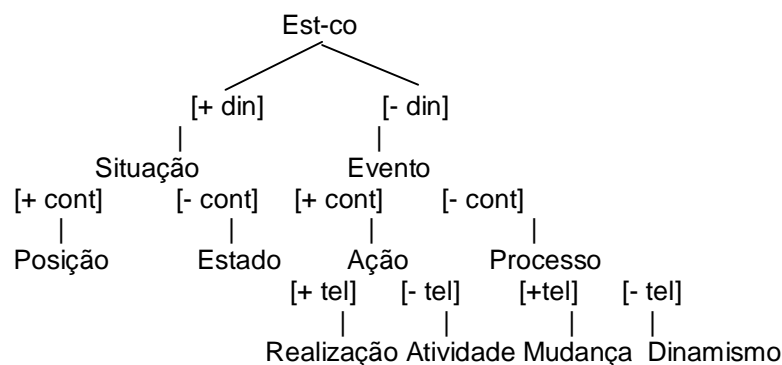 Est-co
[+ din] [- din]
Situação Evento
[+ cont] [- cont] [+ cont] [- cont]
Posição Estado Ação Processo
[+ tel] [- tel] [+tel] [- tel]
Realização Atividade Mudança Dinamismo